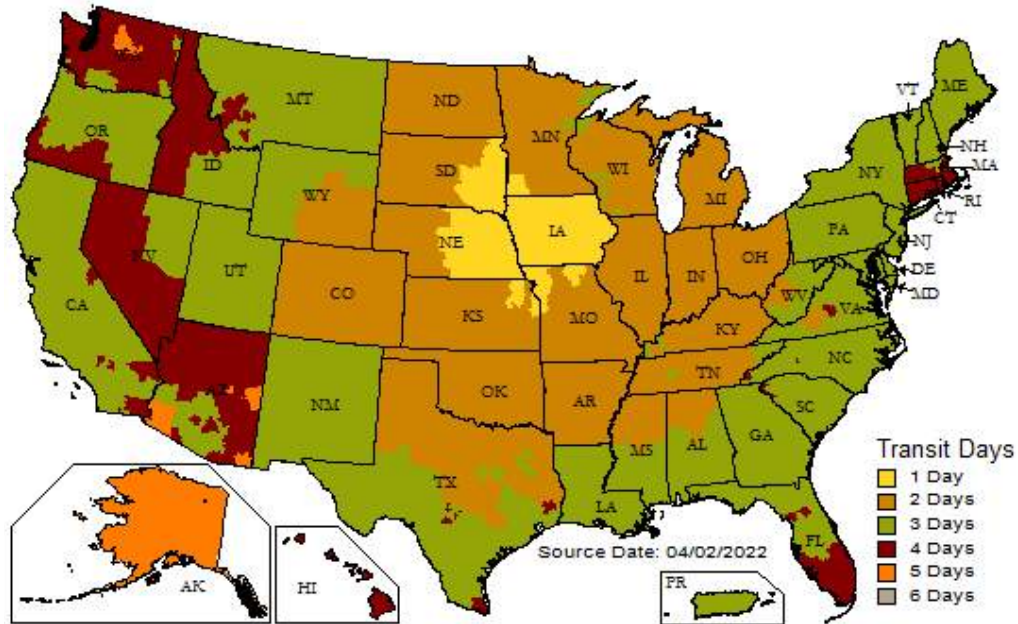 WA
MT
ND
MN
VT
ME
OR
ID
SD
WI
MI
NY
NH
MA
RI
CT
WY
NE
IA
PA
NJ
DE
MD
NV
UT
CO
KS
MO
IL
IN
OH
WV
VA
KY
CA
NC
TN
SC
AZ
NM
OK
AR
MS
AL
GA
TX
LA
FL
Transit Days
1 Day
2 Days
3 Days
4 Days
5 Days
6 Days
Source Date: 04/02/2022
AK
HI
PR